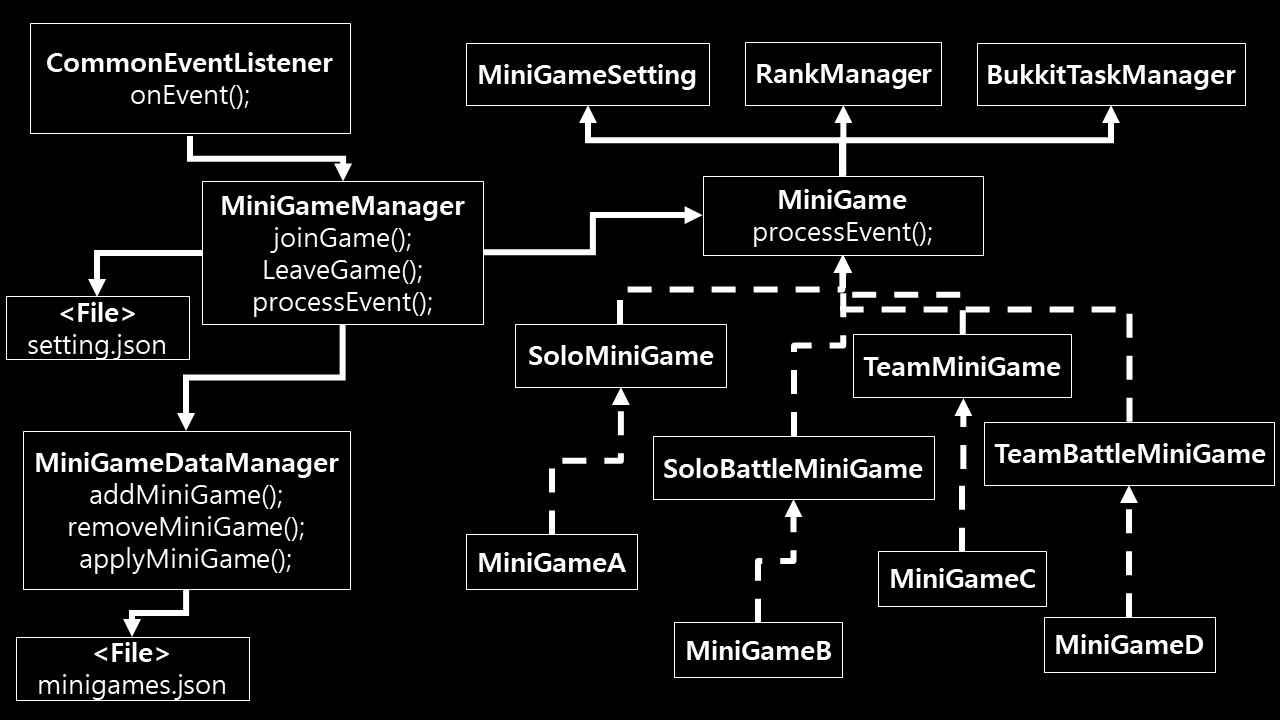 CommonEventListener
onEvent();
MiniGameSetting
RankManager
BukkitTaskManager
MiniGameManager
joinGame();
LeaveGame();
processEvent();
MiniGame
processEvent();
<File>
setting.json
SoloMiniGame
TeamMiniGame
SoloBattleMiniGame
TeamBattleMiniGame
MiniGameDataManager
addMiniGame();
removeMiniGame();
applyMiniGame();
MiniGameA
MiniGameC
MiniGameB
MiniGameD
<File>
minigames.json